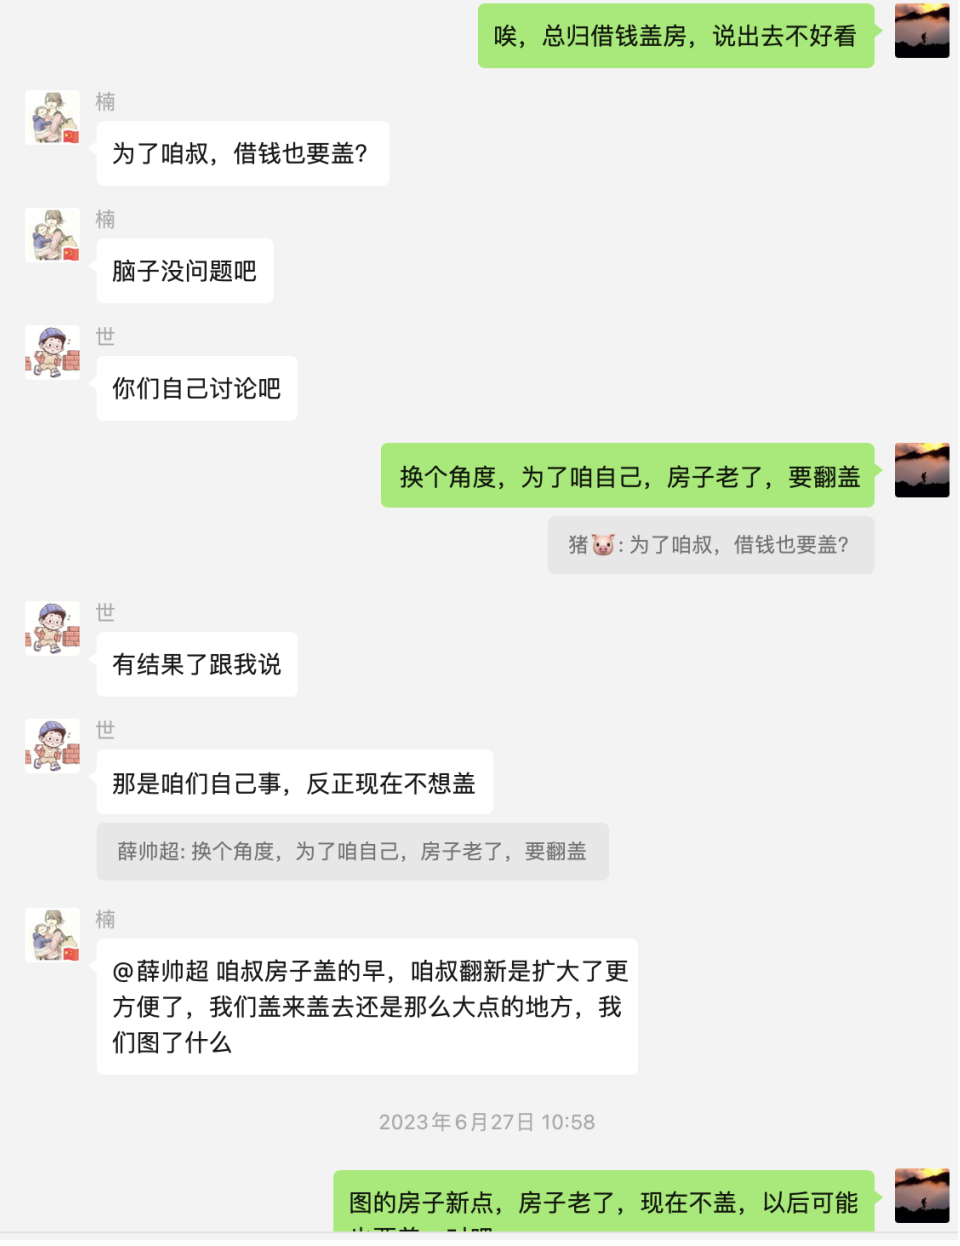 唉，总归借钱盖房，说出去不好看
楠
为了咱叔，借钱也要盖?
楠
脑子没问题吧
世
你们自己讨论吧
换个角度，为了咱自己，房子老了，要翻盖
猪🐷: 为了咱叔，借钱也要盖?
世
有结果了跟我说
世
那是咱们自己事，反正现在不想盖
薛帅超: 换个角度，为了咱自己，房子老了，要翻盖
楠
@薛帅超 咱叔房子盖的早，咱叔翻新是扩大了更
方便了，我们盖来盖去还是那么大点的地方，我
们图了什么
2023年6月27日 10:58
图的房子新点，房子老了，现在不盖，以后可能